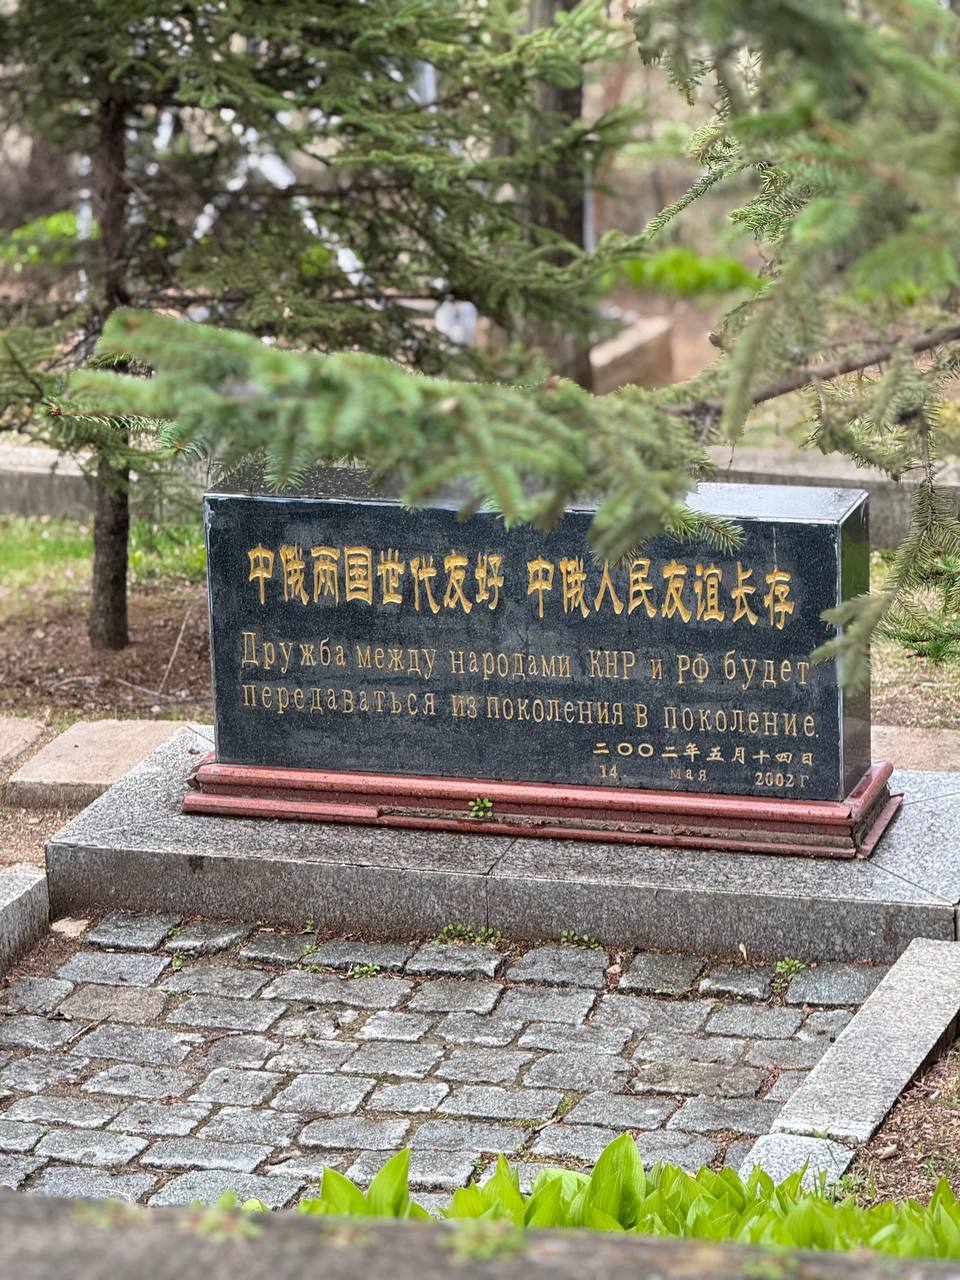 中俄两国世代友好 中俄人民友谊长存
Дружба между народами КНР и РФ будет
передаваться из поколения в поколение.
二〇〇二年五月十四日
14 мая 2002 г